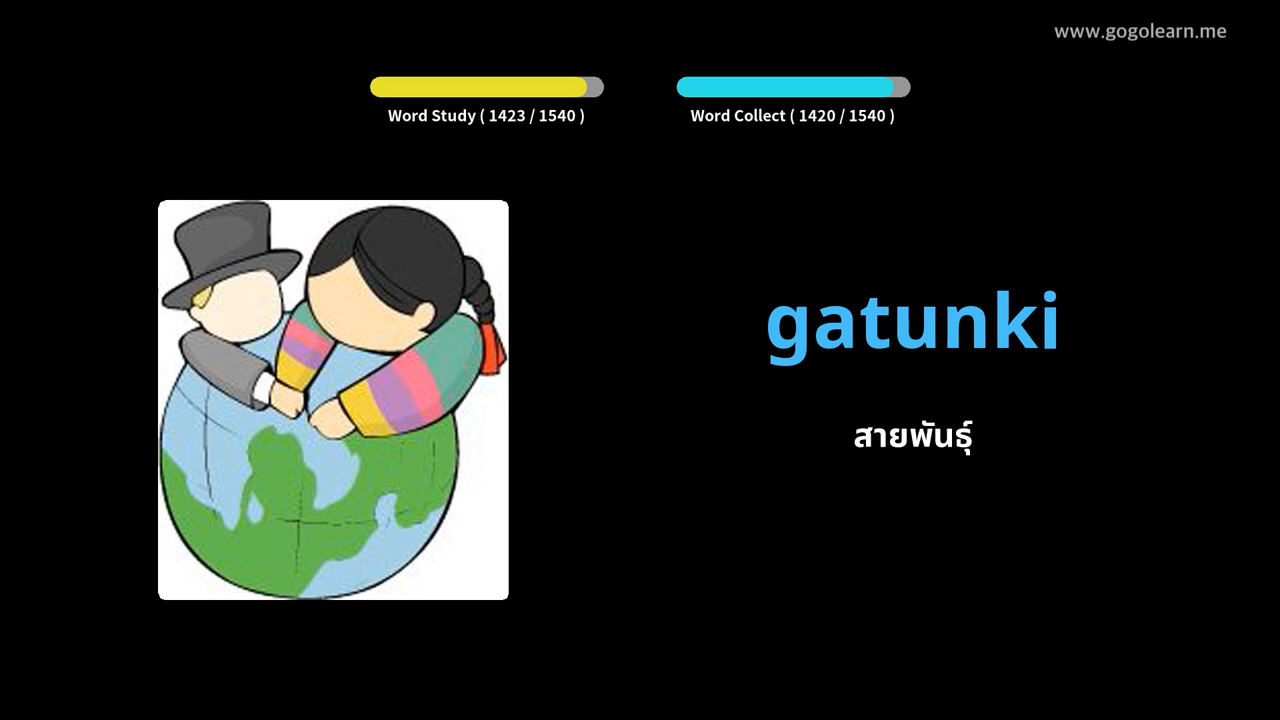 www.gogolearn.me
Word Study ( 1423 / 1540 )
Word Collect ( 1420 / 1540 )
gatunki
สายพันธุ์